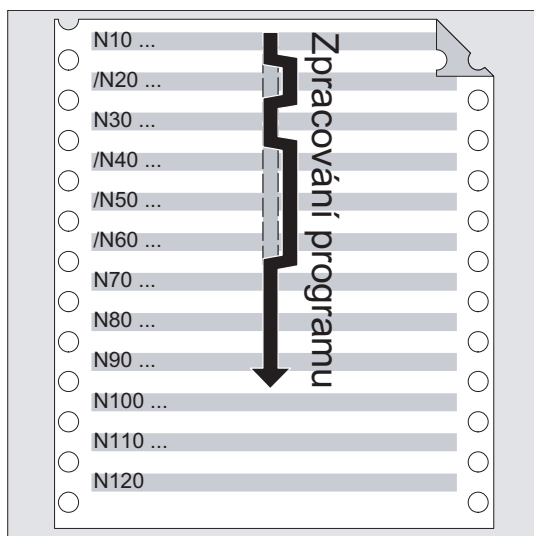 N10 ...
/N20 ...
N30 ...
/N40 ...
/N50 ...
/N60 ...
N70 ...
N80 ...
N90 ...
N100 ...
N110 ...
N120
Zpracování programu